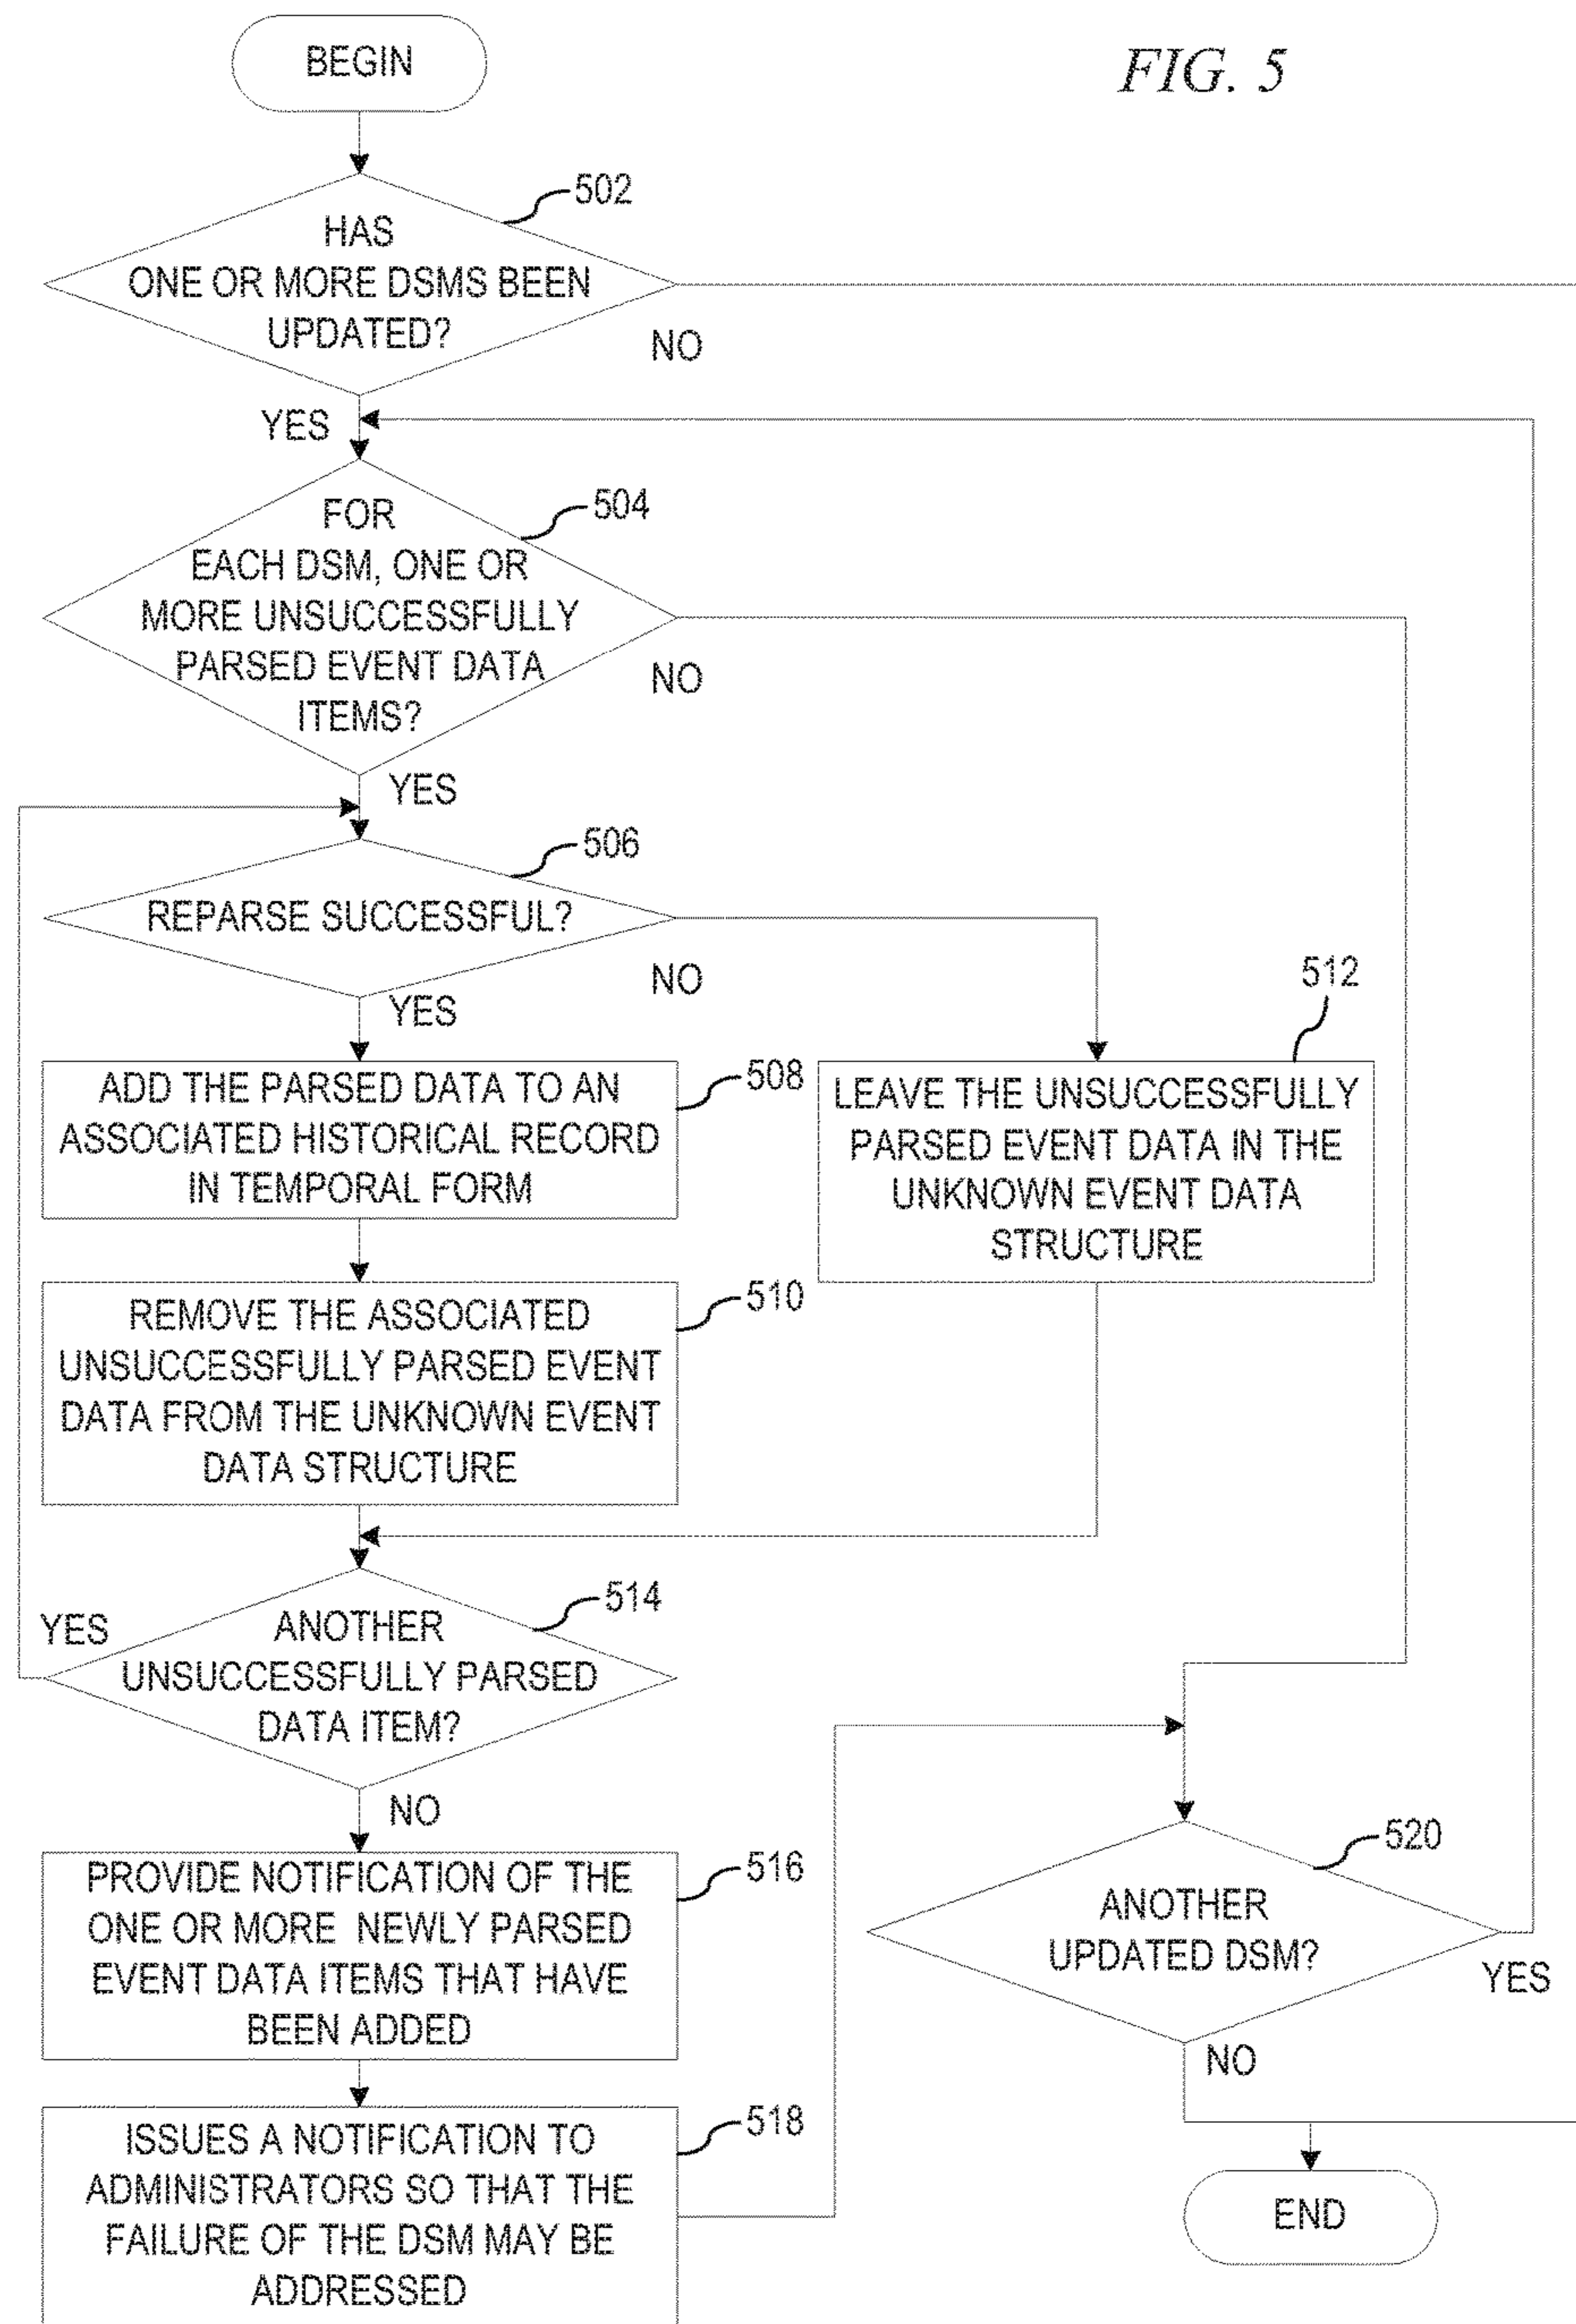 FIG. 5
BEGIN
502
HAS
ONE OR MORE DSMS BEEN
UPDATED?
NO
YES
504
FOR
EACH DSM, ONE OR
MORE UNSUCCESSFULLY
PARSED EVENT DATA
ITEMS?
NO
YES
506
REPARSE SUCCESSFUL?
NO
YES
508
ADD THE PARSED DATA TO AN
ASSOCIATED HISTORICAL RECORD
IN TEMPORAL FORM
512
LEAVE THE UNSUCCESSFULLY
PARSED EVENT DATA IN THE
UNKNOWN EVENT DATA
STRUCTURE
510
REMOVE THE ASSOCIATED
UNSUCCESSFULLY PARSED EVENT
DATA FROM THE UNKNOWN EVENT
DATA STRUCTURE
514
YES
ANOTHER
UNSUCCESSFULLY PARSED
DATA ITEM?
NO
516
PROVIDE NOTIFICATION OF THE
ONE OR MORE NEWLY PARSED
EVENT DATA ITEMS THAT HAVE
BEEN ADDED
518
ISSUES A NOTIFICATION TO
ADMINISTRATORS SO THAT THE
FAILURE OF THE DSM MAY BE
ADDRESSED
520
ANOTHER
UPDATED DSM?
YES
NO
END